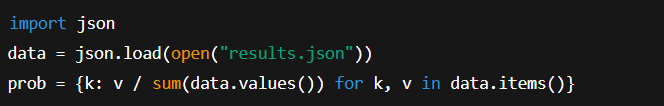 import json
data = json.load(open("results.json"))
prob = {k: v / sum(data.values()) for k, v in data.items()}